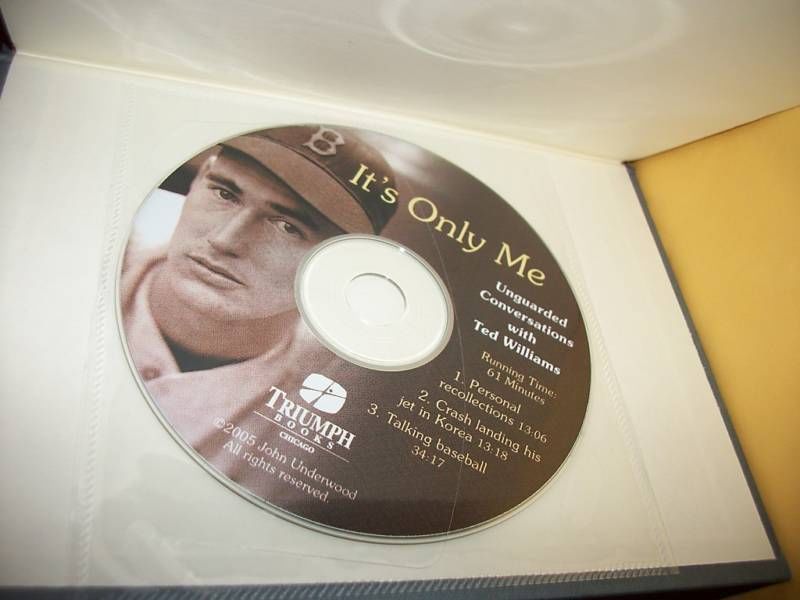 B
It's Only Me
Unguarded
Conversations
with
Ted Williams
Running Time:
61 Minutes
1. Personal
recollections 13:06
2. Crash landing his
jet in Korea 13:18
3. Talking baseball
34:17
TRIUMPH
BOOKS
CHICAGO
©2005 John Underwood
All rights reserved.